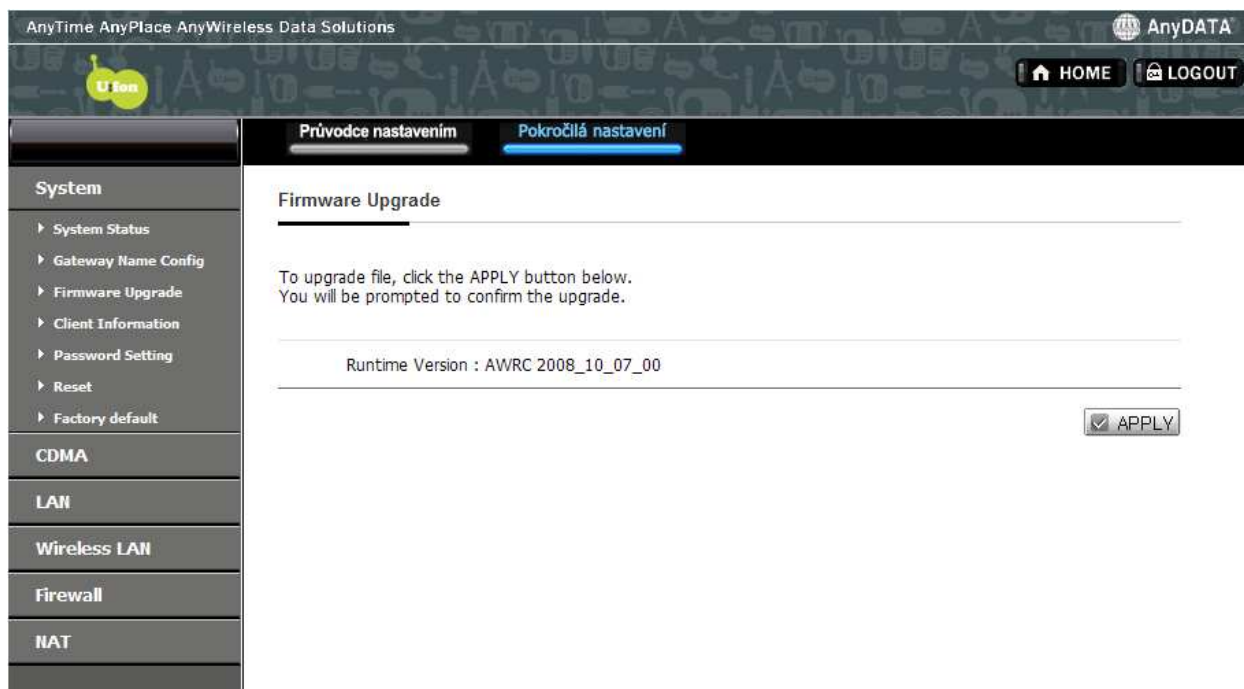 AnyTime AnyPlace AnyWireless Data Solutions
AnyDATA
U:fon
HOME
LOGOUT
Průvodce nastavením
Pokročilá nastavení
System
System Status
Gateway Name Config
Firmware Upgrade
Client Information
Password Setting
Reset
Factory default
CDMA
LAN
Wireless LAN
Firewall
NAT
Firmware Upgrade
To upgrade file, click the APPLY button below.
You will be prompted to confirm the upgrade.
Runtime Version : AWRC 2008_10_07_00
APPLY